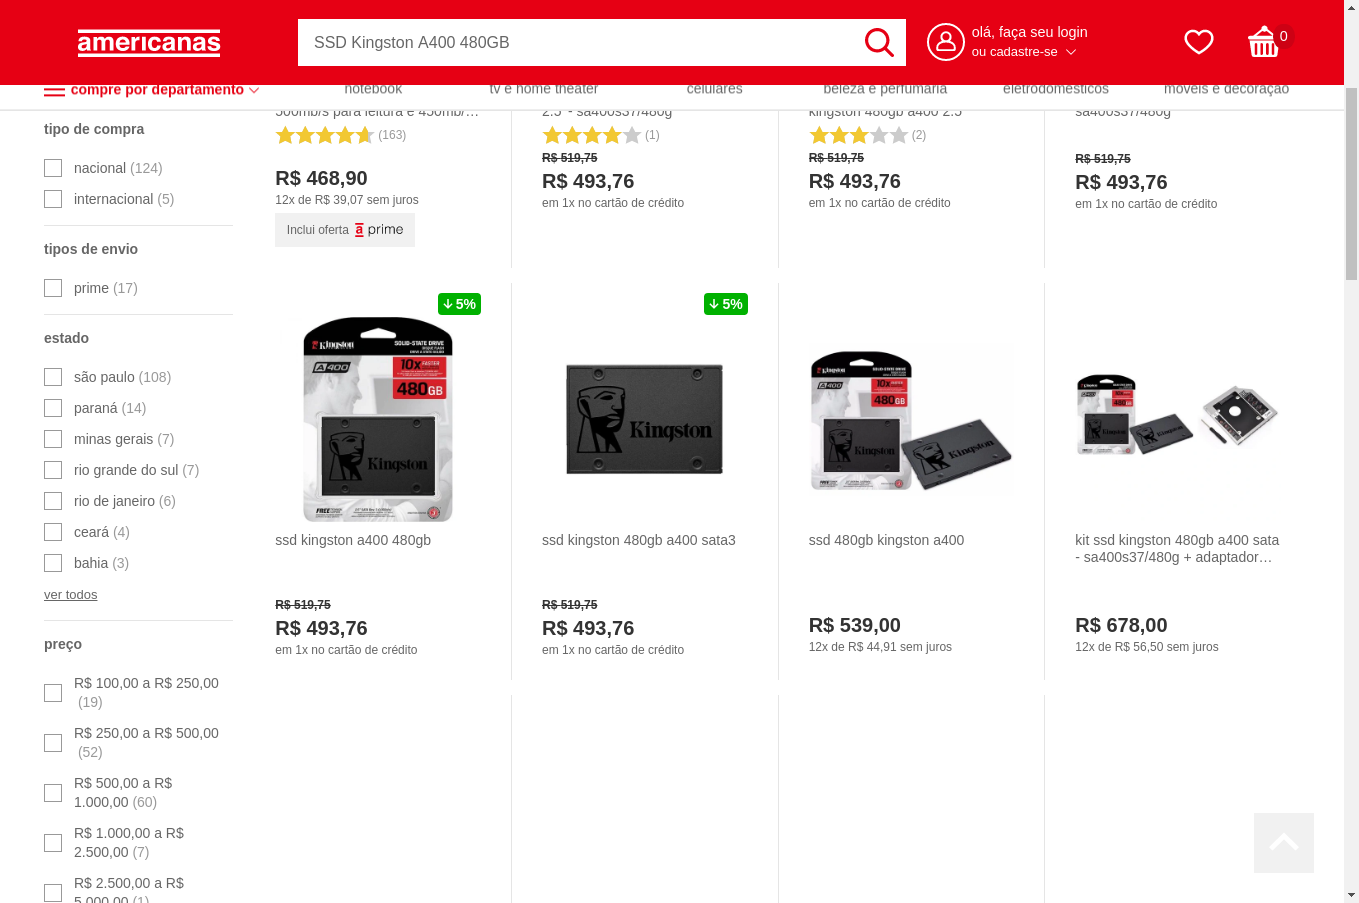 americanas
SSD Kingston A400 480GB
olá, faça seu login
ou cadastre-se
0
compre por departamento
notebook
tv e home theater
celulares
beleza e perfumaria
eletrodomésticos
móveis e decoração
tipo de compra
nacional (124)
internacional (5)
tipos de envio
prime (17)
estado
são paulo (108)
paraná (14)
minas gerais (7)
rio grande do sul (7)
rio de janeiro (6)
ceará (4)
bahia (3)
ver todos
preço
R$ 100,00 a R$ 250,00
(19)
R$ 250,00 a R$ 500,00
(52)
R$ 500,00 a R$
1.000,00 (60)
R$ 1.000,00 a R$
2.500,00 (7)
R$ 2.500,00 a R$
5.000,00 (1)
500mb/s para leitura e 450mb/…
(163)
R$ 468,90
12x de R$ 39,07 sem juros
Inclui oferta a prime
2.5" - sa400s37/480g
(1)
R$ 519,75
R$ 493,76
em 1x no cartão de crédito
kingston 480gb a400 2.5
(2)
R$ 519,75
R$ 493,76
em 1x no cartão de crédito
sa400s37/480g
R$ 519,75
R$ 493,76
em 1x no cartão de crédito
5%
Kingston
SOLID-STATE DRIVE
A400
10x FASTER
480GB
Kingston
FREE
ssd kingston a400 480gb
R$ 519,75
R$ 493,76
em 1x no cartão de crédito
5%
Kingston
ssd kingston 480gb a400 sata3
R$ 519,75
R$ 493,76
em 1x no cartão de crédito
Kingston
A400
10x
480GB
Kingston
Kingston
ssd 480gb kingston a400
R$ 539,00
12x de R$ 44,91 sem juros
A400
480GB
Kingston
Kingston
kit ssd kingston 480gb a400 sata
- sa400s37/480g + adaptador…
R$ 678,00
12x de R$ 56,50 sem juros